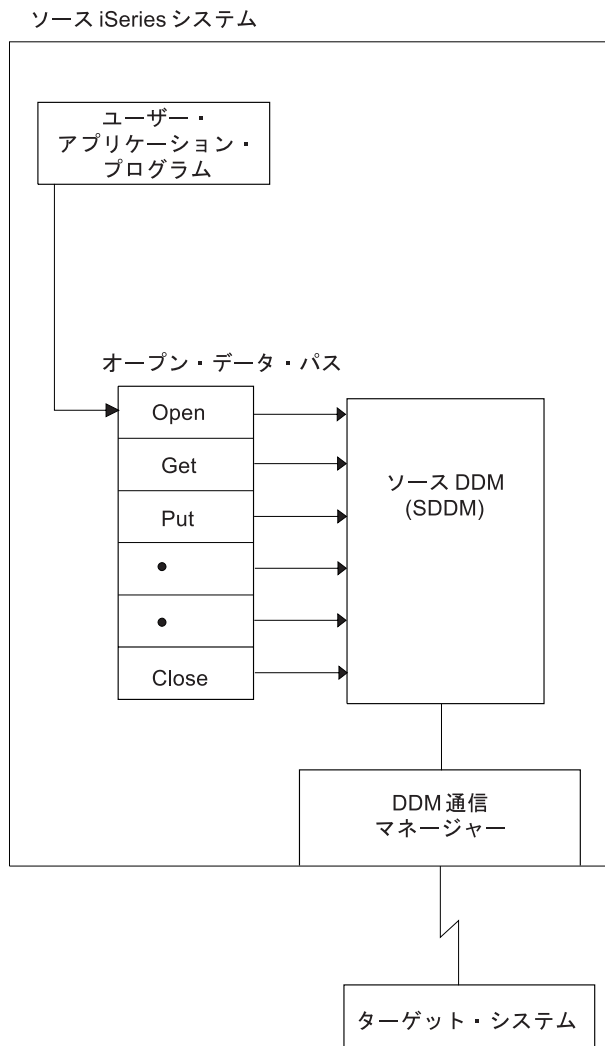 ソース iSeries システム
ユーザー・
アプリケーション・
プログラム
オープン・データ・パス
Open
Get
Put
•
•
Close
ソース DDM
(SDDM)
DDM 通信
マネージャー
ターゲット・システム